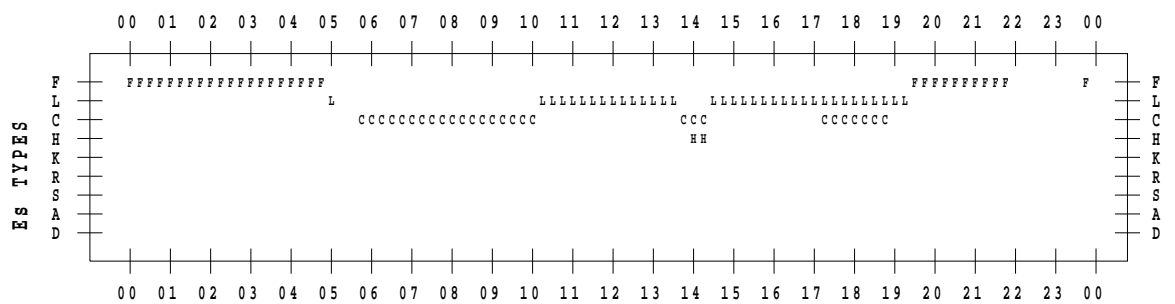 00 01 02 03 04 05 06 07 08 09 10 11 12 13 14 15 16 17 18 19 20 21 22 23 00
Es TYPES
F FFFFFFFFFFFFFFFFFFFF FFFFFFFFFF F F
L L LLLLLLLLLLLLLL LLLLLLLLLLLLLLLLLLLL L
C CCCCCCCCCCCCCCCCCC CCC CCCCCCC C
H HH H
K K
R R
S S
A A
D D
00 01 02 03 04 05 06 07 08 09 10 11 12 13 14 15 16 17 18 19 20 21 22 23 00